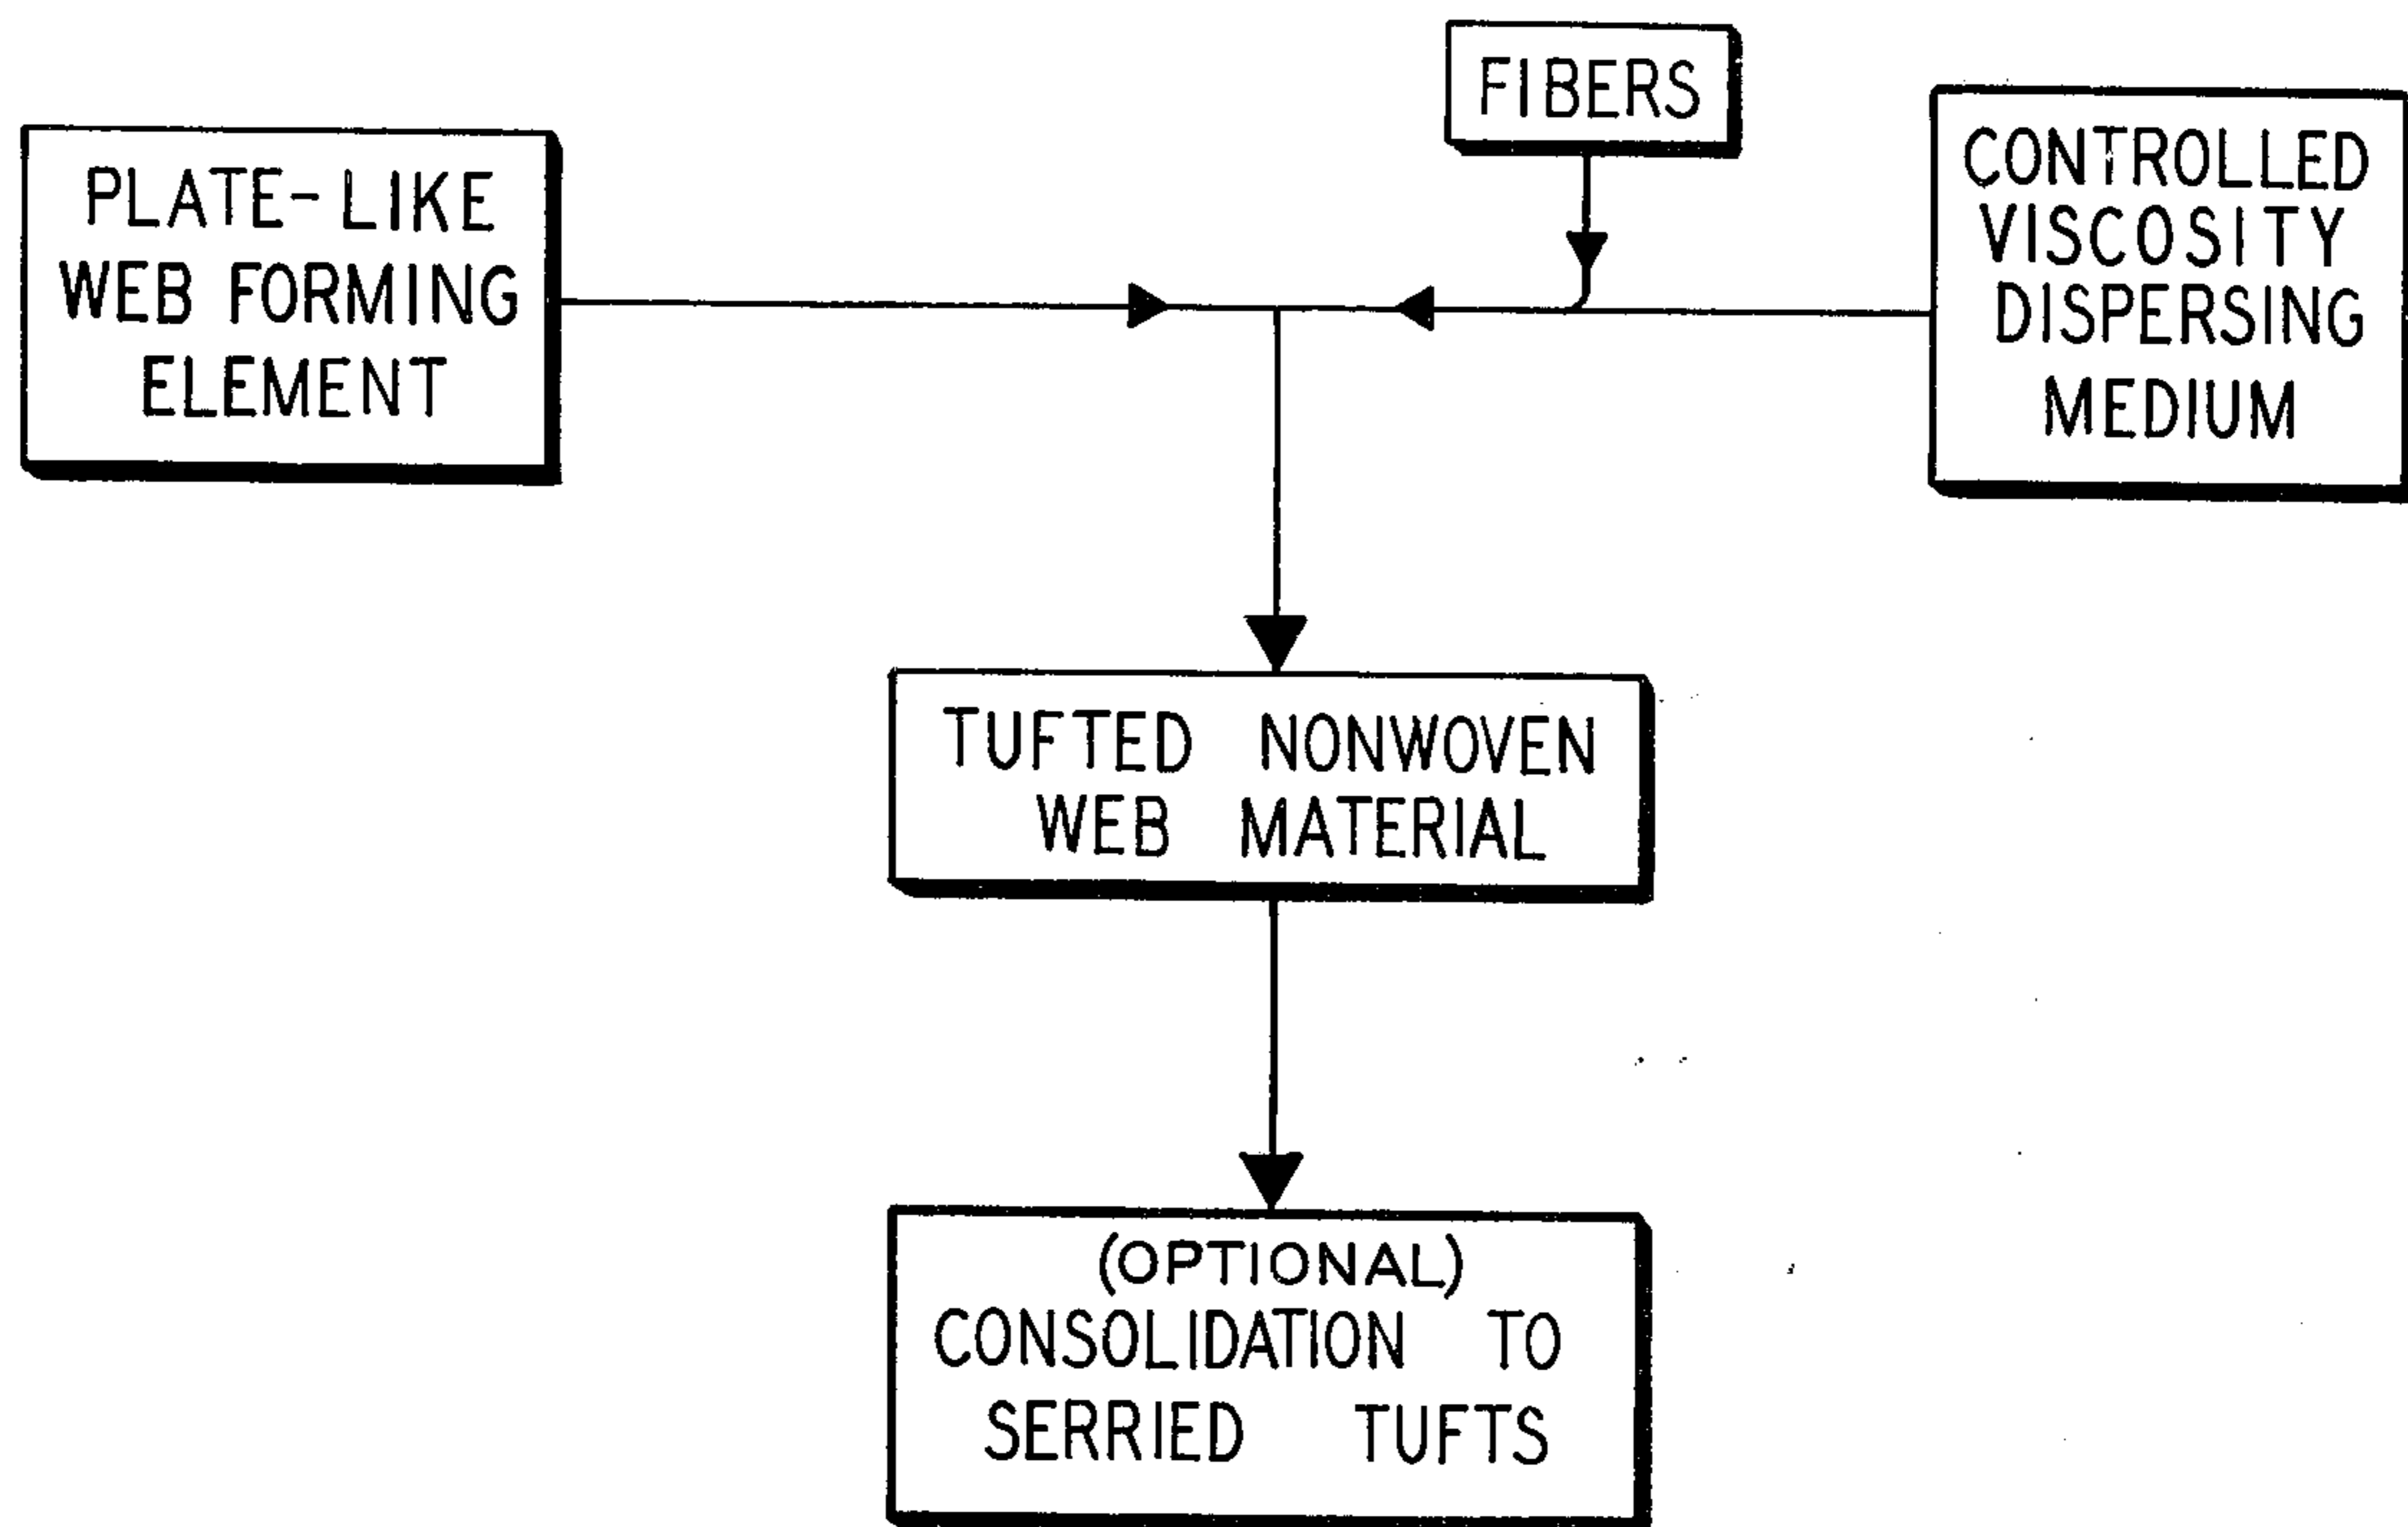 FIBERS
PLATE-LIKE
WEB FORMING
ELEMENT
CONTROLLED
VISCOSITY
DISPERSING
MEDIUM
TUFTED NONWOVEN
WEB MATERIAL
(OPTIONAL)
CONSOLIDATION TO
SERRIED TUFTS